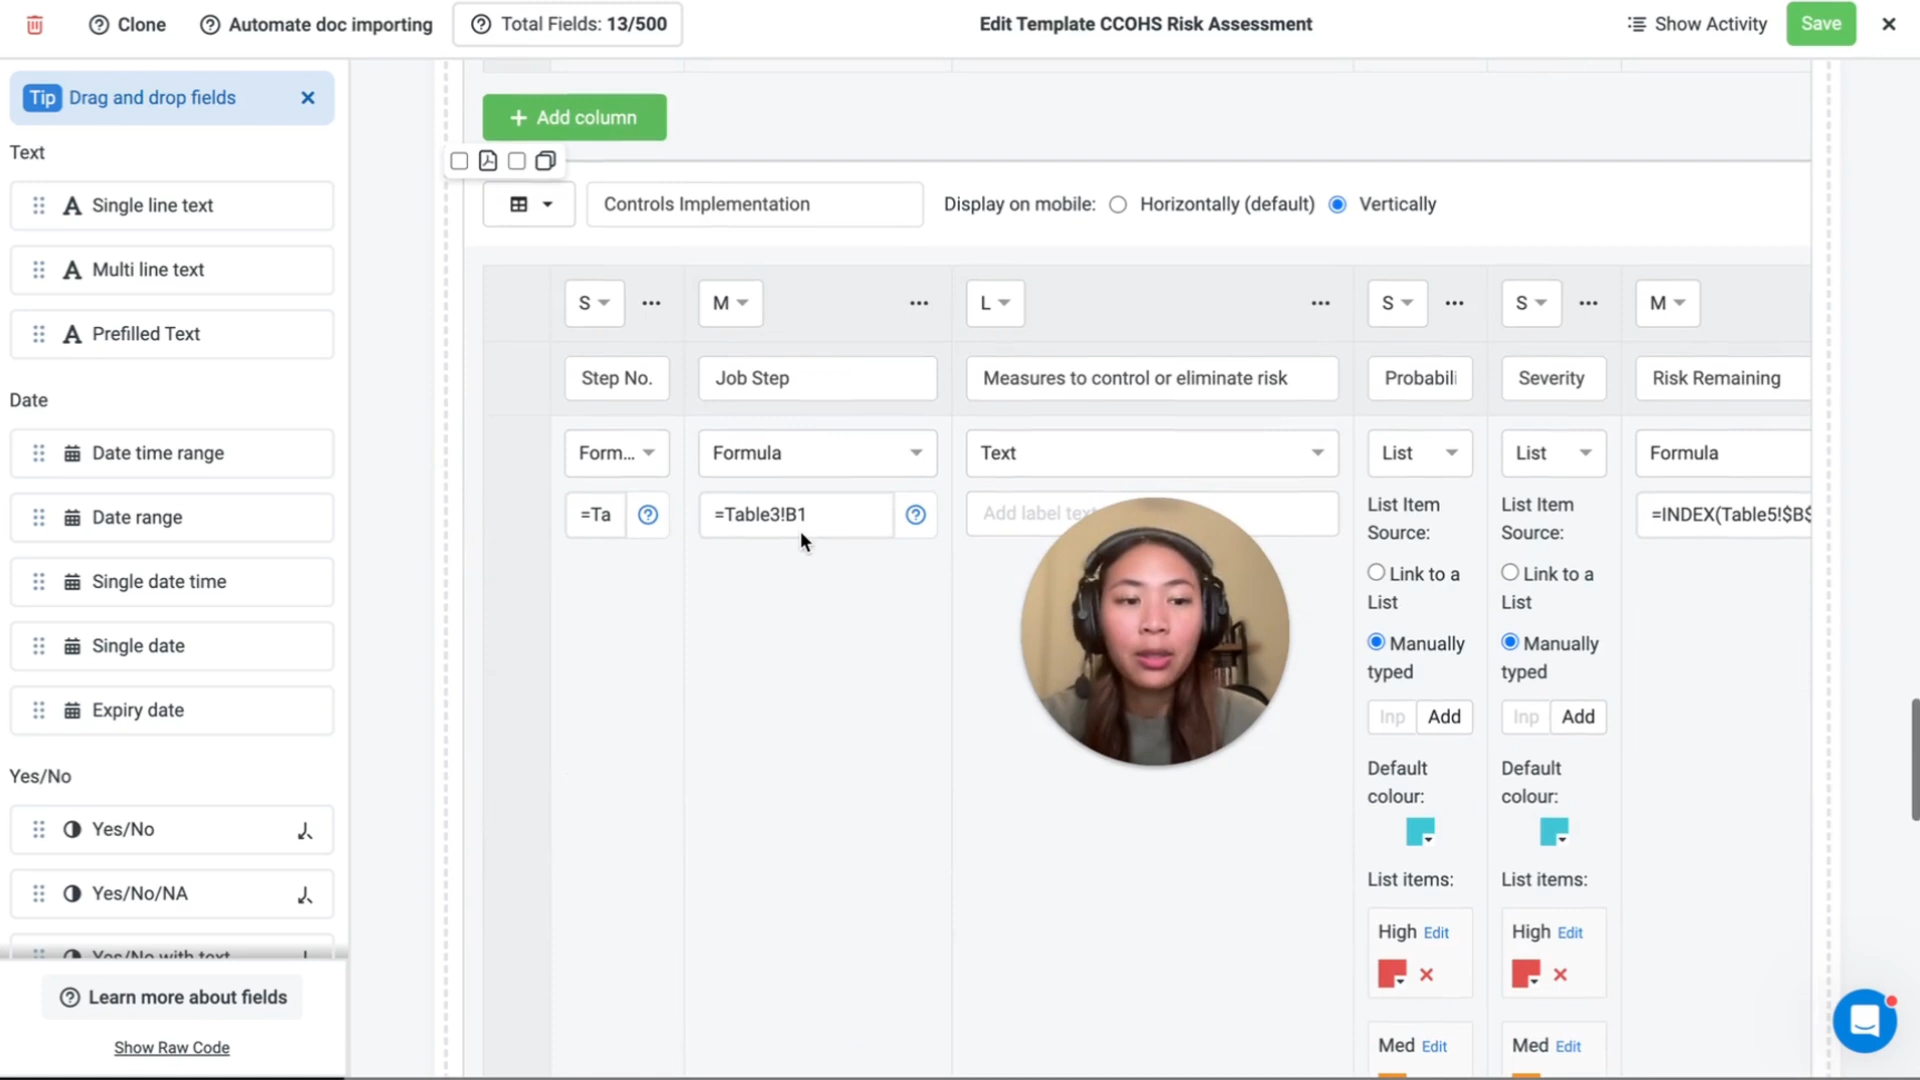 Clone
Automate doc importing
Total Fields: 13/500
Edit Template CCOHS Risk Assessment
Show Activity
Save
Tip Drag and drop fields
Text
Single line text
Multi line text
Prefilled Text
Date
Date time range
Date range
Single date time
Single date
Expiry date
Yes/No
Yes/No
Yes/No/NA
Yes/No with text
Learn more about fields
Show Raw Code
+ Add column
Controls Implementation
Display on mobile: Horizontally (default) Vertically
S ... M ... L ... S ... S ... M
Step No. Job Step Measures to control or eliminate risk Probabili Severity Risk Remaining
Form... Formula Text List List Formula
=Ta =Table3!B1 Add label tex =INDEX(Table5!$B$
List Item
Source:
Link to a
List
Manually
typed
Inp Add
Default
colour:
List items:
High Edit
Med Edit
List Item
Source:
Link to a
List
Manually
typed
Inp Add
Default
colour:
List items:
High Edit
Med Edit